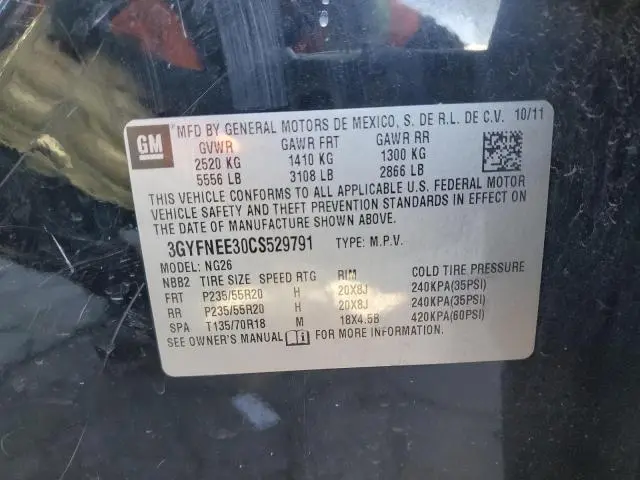 GM
MFD BY GENERAL MOTORS DE MEXICO, S. DE R.L. DE C.V. 10/11
GVWR GAWR FRT GAWR RR
2520 KG 1410 KG 1300 KG
5556 LB 3108 LB 2866 LB
THIS VEHICLE CONFORMS TO ALL APPLICABLE U.S. FEDERAL MOTOR
VEHICLE SAFETY AND THEFT PREVENTION STANDARDS IN EFFECT ON
THE DATE OF MANUFACTURE SHOWN ABOVE.
3GYFNEE30CS529791 TYPE: M.P.V.
MODEL: NG26
NBB2 TIRE SIZE SPEED RTG RIM COLD TIRE PRESSURE
FRT P235/55R20 H 20X8J 240KPA(35PSI)
RR P235/55R20 H 20X8J 240KPA(35PSI)
SPA T135/70R18 M 18X4.5B 420KPA(60PSI)
SEE OWNER'S MANUAL FOR MORE INFORMATION.